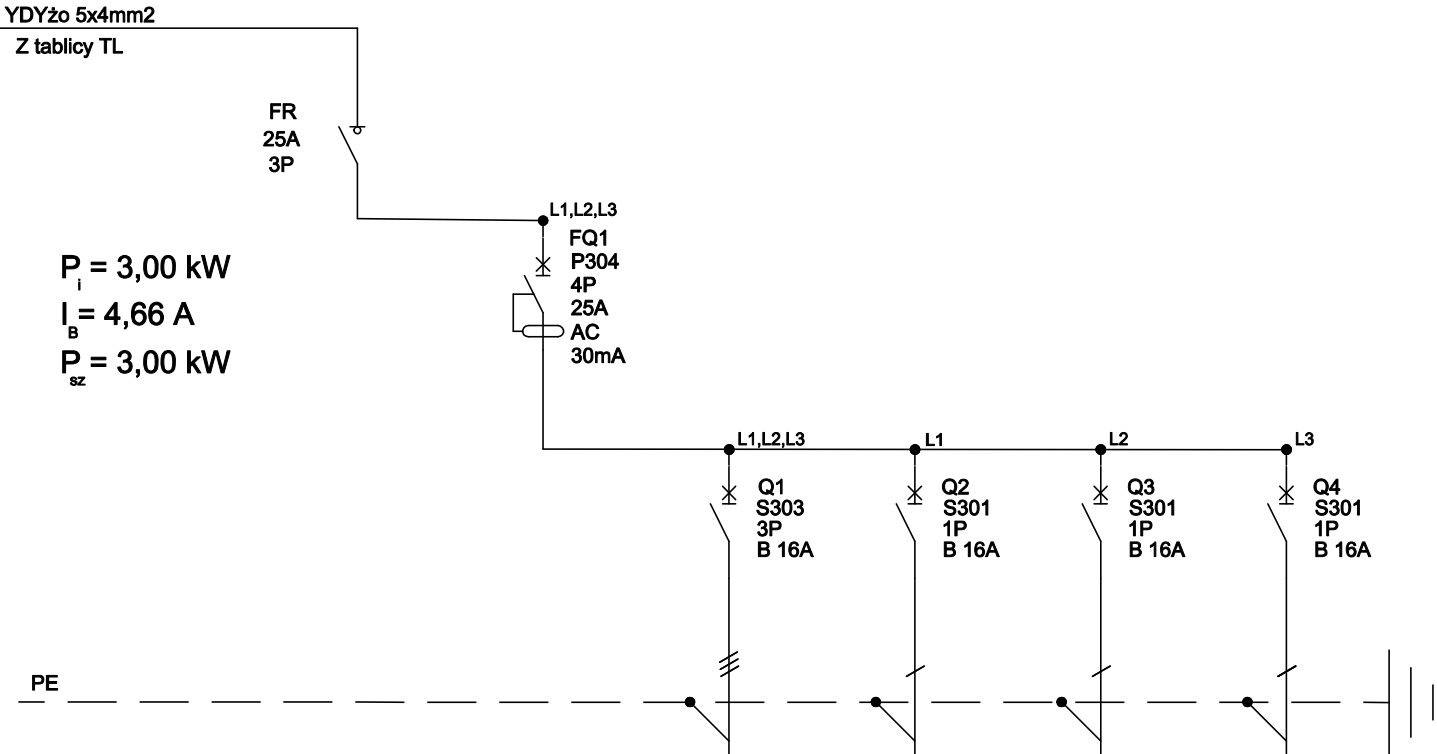 YDYżo 5x4mm2
Z tablicy TL
FR
25A
3P
L1,L2,L3
FQ1
P304
4P
25A
AC
30mA
Pi = 3,00 kW
IB = 4,66 A
Psz = 3,00 kW
L1,L2,L3
L1
L2
L3
Q1
S303
3P
B 16A
Q2
S301
1P
B 16A
Q3
S301
1P
B 16A
Q4
S301
1P
B 16A
PE